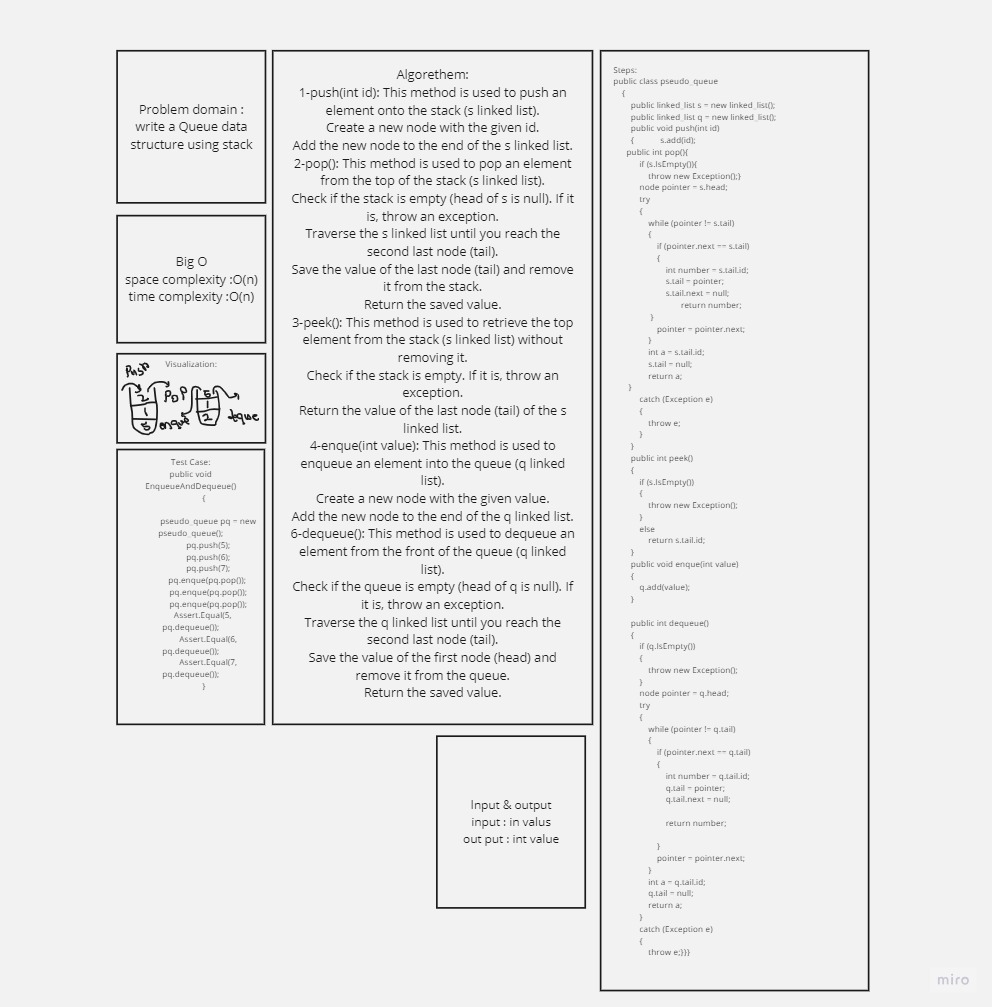 Problem domain :
write a Queue data
structure using stack
Big O
space complexity :O(n)
time complexity :O(n)
Visualization:
Push
POP
2
1
5
enque
5
1
2
deque
Test Case:
public void
EnqueueAndDequeue()
{
pseudo_queue pq = new
pseudo_queue();
pq.push(5);
pq.push(6);
pq.push(7);
pq.enque(pq.pop());
pq.enque(pq.pop());
pq.enque(pq.pop());
Assert.Equal(5,
pq.dequeue());
Assert.Equal(6,
pq.dequeue());
Assert.Equal(7,
pq.dequeue());
}
Algorethem:
1-push(int id): This method is used to push an
element onto the stack (s linked list).
Create a new node with the given id.
Add the new node to the end of the s linked list.
2-pop(): This method is used to pop an element
from the top of the stack (s linked list).
Check if the stack is empty (head of s is null). If it
is, throw an exception.
Traverse the s linked list until you reach the
second last node (tail).
Save the value of the last node (tail) and remove
it from the stack.
Return the saved value.
3-peek(): This method is used to retrieve the top
element from the stack (s linked list) without
removing it.
Check if the stack is empty. If it is, throw an
exception.
Return the value of the last node (tail) of the s
linked list.
4-enque(int value): This method is used to
enqueue an element into the queue (q linked
list).
Create a new node with the given value.
Add the new node to the end of the q linked list.
6-dequeue(): This method is used to dequeue an
element from the front of the queue (q linked
list).
Check if the queue is empty (head of q is null). If
it is, throw an exception.
Traverse the q linked list until you reach the
second last node (tail).
Save the value of the first node (head) and
remove it from the queue.
Return the saved value.
Input & output
input : in valus
out put : int value
Steps:
public class pseudo_queue
{
public linked_list s = new linked_list();
public linked_list q = new linked_list();
public void push(int id)
{ s.add(id);
public int pop(){
if (s.IsEmpty()){
throw new Exception();}
node pointer = s.head;
try
{
while (pointer != s.tail)
{
if (pointer.next == s.tail)
{
int number = s.tail.id;
s.tail = pointer;
s.tail.next = null;
return number;
}
pointer = pointer.next;
}
int a = s.tail.id;
s.tail = null;
return a;
}
catch (Exception e)
{
throw e;
}
}
public int peek()
{
if (s.IsEmpty())
{
throw new Exception();
}
else
return s.tail.id;
}
public void enque(int value)
{
q.add(value);
}
public int dequeue()
{
if (q.IsEmpty())
{
throw new Exception();
}
node pointer = q.head;
try
{
while (pointer != q.tail)
{
if (pointer.next == q.tail)
{
int number = q.tail.id;
q.tail = pointer;
q.tail.next = null;
return number;
}
pointer = pointer.next;
}
int a = q.tail.id;
q.tail = null;
return a;
}
catch (Exception e)
{
throw e;}}}
miro